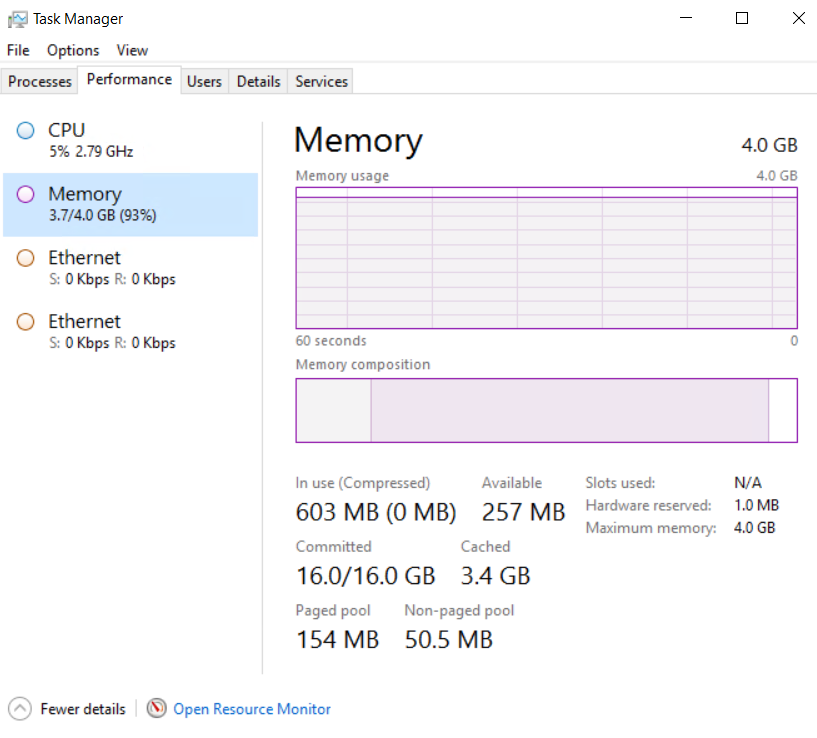 Task Manager
File Options View
Processes Performance Users Details Services
CPU
5% 2.79 GHz
Memory
3.7/4.0 GB (93%)
Ethernet
S: 0 Kbps R: 0 Kbps
Ethernet
S: 0 Kbps R: 0 Kbps
Memory 4.0 GB
Memory usage 4.0 GB
60 seconds 0
Memory composition
In use (Compressed) Available
603 MB (0 MB) 257 MB
Committed Cached
16.0/16.0 GB 3.4 GB
Paged pool Non-paged pool
154 MB 50.5 MB
Slots used: N/A
Hardware reserved: 1.0 MB
Maximum memory: 4.0 GB
Fewer details Open Resource Monitor